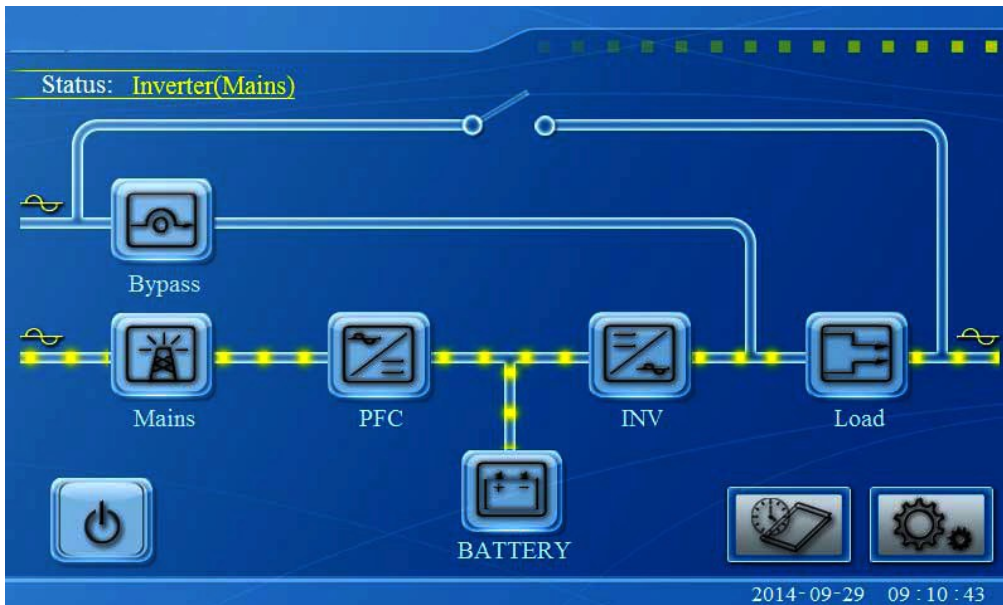 Status: Inverter(Mains)
Bypass
Mains
PFC
INV
Load
+ -
BATTERY
2014-09-29 09:10:43